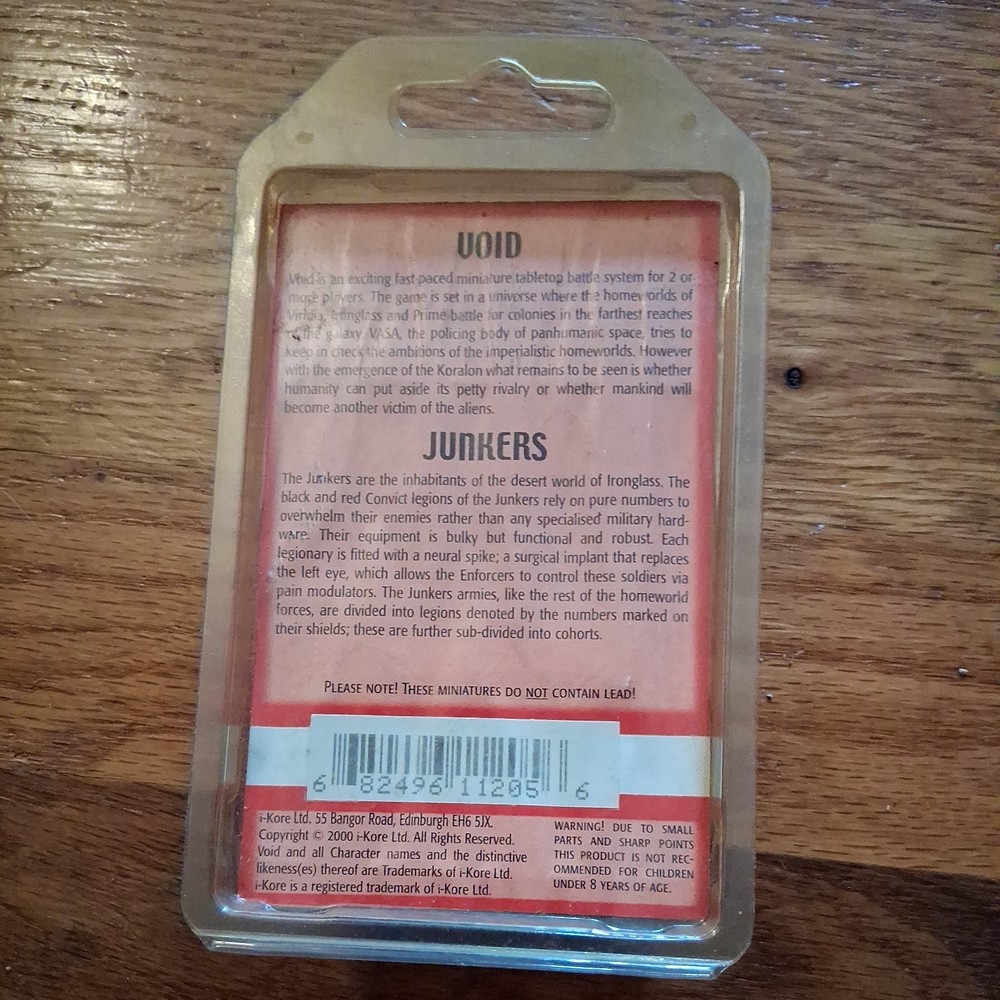 VOID
Void is an exciting fast-paced miniature tabletop battle system for 2 or
more players. The game is set in a universe where the homeworlds of
Viridia, Ironglass and Prime battle for colonies in the farthest reaches
of the galaxy. VASA, the policing body of panhumanic space, tries to
keep in check the ambitions of the imperialistic homeworlds. However
with the emergence of the Koralon what remains to be seen is whether
humanity can put aside its petty rivalry or whether mankind will
become another victim of the aliens.
JUNKERS
The Junkers are the inhabitants of the desert world of Ironglass. The
black and red Convict legions of the Junkers rely on pure numbers to
overwhelm their enemies rather than any specialised military hard-
ware. Their equipment is bulky but functional and robust. Each
legionary is fitted with a neural spike; a surgical implant that replaces
the left eye, which allows the Enforcers to control these soldiers via
pain modulators. The Junkers armies, like the rest of the homeworld
forces, are divided into legions denoted by the numbers marked on
their shields; these are further sub-divided into cohorts.
PLEASE NOTE! THESE MINIATURES DO NOT CONTAIN LEAD!
6 82496 11205 6
i-Kore Ltd. 55 Bangor Road, Edinburgh EH6 5JX.
Copyright © 2000 i-Kore Ltd. All Rights Reserved.
Void and all Character names and the distinctive
likeness(es) thereof are Trademarks of i-Kore Ltd.
i-Kore is a registered trademark of i-Kore Ltd.
WARNING! DUE TO SMALL
PARTS AND SHARP POINTS
THIS PRODUCT IS NOT REC-
OMMENDED FOR CHILDREN
UNDER 8 YEARS OF AGE.